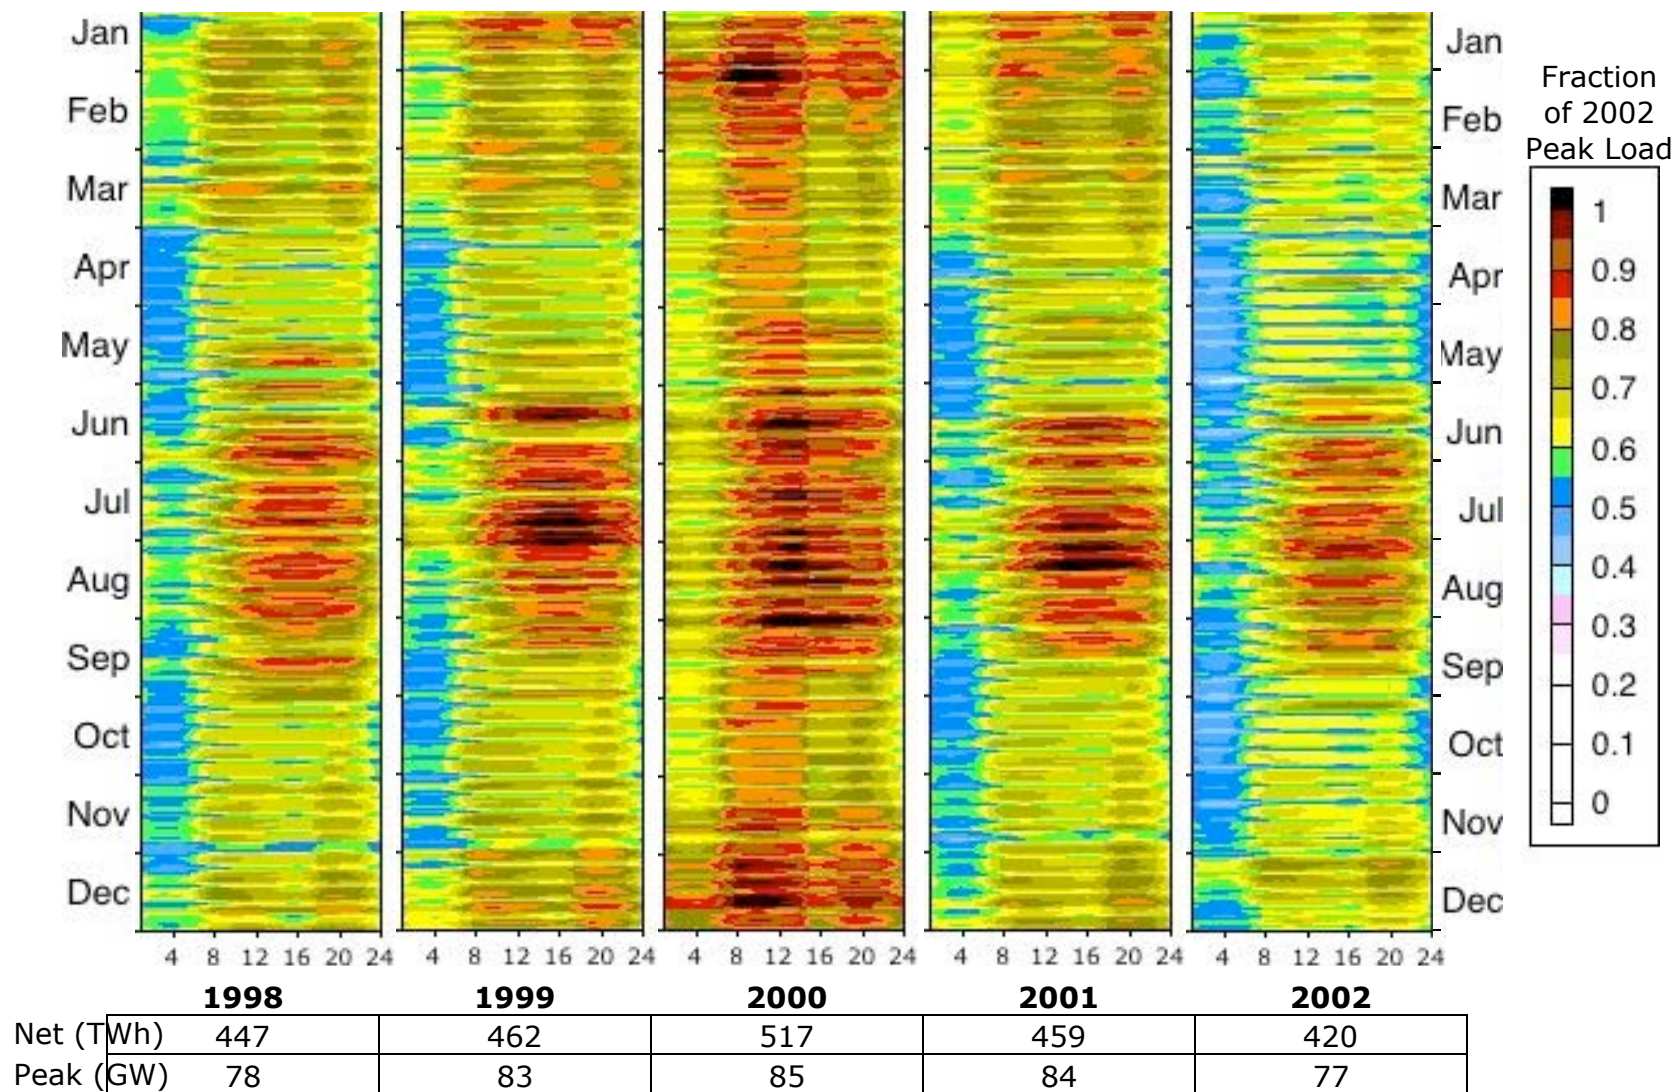 Jan
Feb
Mar
Apr
May
Jun
Jul
Aug
Sep
Oct
Nov
Dec
Jan
Feb
Mar
Apr
May
Jun
Jul
Aug
Sep
Oct
Nov
Dec
Fraction
of 2002
Peak Load
1
0.9
0.8
0.7
0.6
0.5
0.4
0.3
0.2
0.1
0
4 8 12 16 20 24 4 8 12 16 20 24 4 8 12 16 20 24 4 8 12 16 20 24 4 8 12 16 20 24
1998 1999 2000 2001 2002
Net (TWh) 447 462 517 459 420
Peak (GW) 78 83 85 84 77